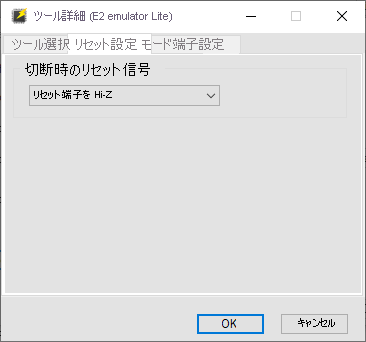 ツール詳細 (E2 emulator Lite)
ツール選択 リセット設定 モード端子設定
切断時のリセット信号
リセット端子を Hi-Z
OK キャンセル